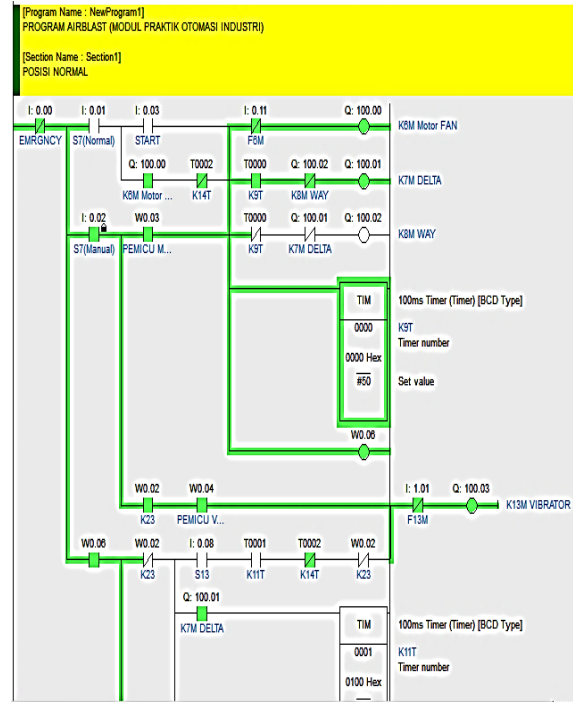 [Program Name : NewProgram1]
PROGRAM AIRBLAST (MODUL PRAKTIK OTOMASI INDUSTRI)
[Section Name : Section1]
POSISI NORMAL
I: 0.00 I: 0.01 I: 0.03 I: 0.11 Q: 100.00
K6M Motor FAN
EMRGNCY S7(Normal) START F6M
Q: 100.00 T0002 T0000 Q: 100.02 Q: 100.01
K7M DELTA
K6M Motor ... K14T K9T K8M WAY
I: 0.02 W0.03 T0000 Q: 100.01 Q: 100.02
K8M WAY
S7(Manual) PEMICU M... K9T K7M DELTA
TIM 100ms Timer (Timer) [BCD Type]
0000 K9T
Timer number
0000 Hex
#50 Set value
W0.06
W0.02 W0.04 I: 1.01 Q: 100.03
K13M VIBRATOR
K23 PEMICU V... F13M
W0.06 W0.02 I: 0.08 T0001 T0002 W0.02
K23 S13 K11T K14T K23
Q: 100.01
K7M DELTA
TIM 100ms Timer (Timer) [BCD Type]
0001 K11T
Timer number
0100 Hex